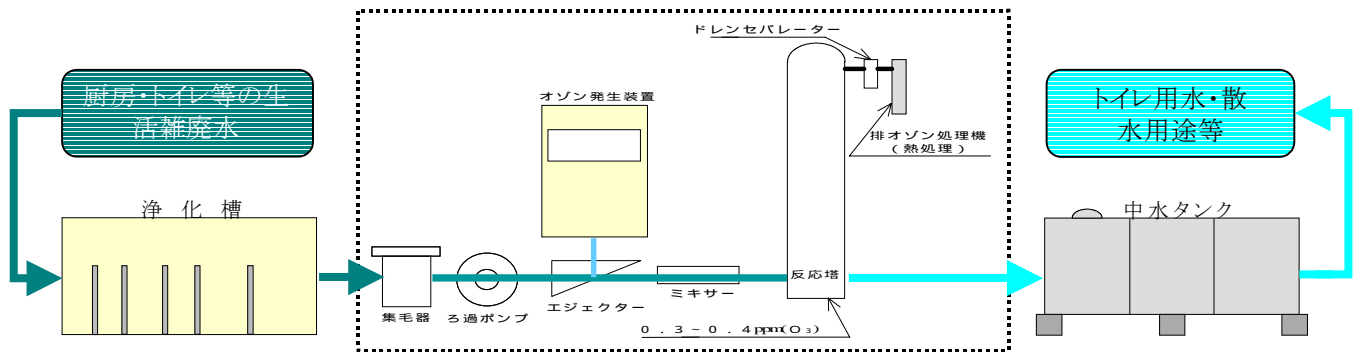 厨房・トイレ等の生
活雑廃水
浄 化 槽
オゾン発生装置
ドレンセパレーター
排オゾン処理機
(熱処理)
集毛器
ろ過ポンプ
エジェクター
ミキサー
反応塔
0.3-0.4ppm(O₃)
トイレ用水・散
水用途等
中水タンク